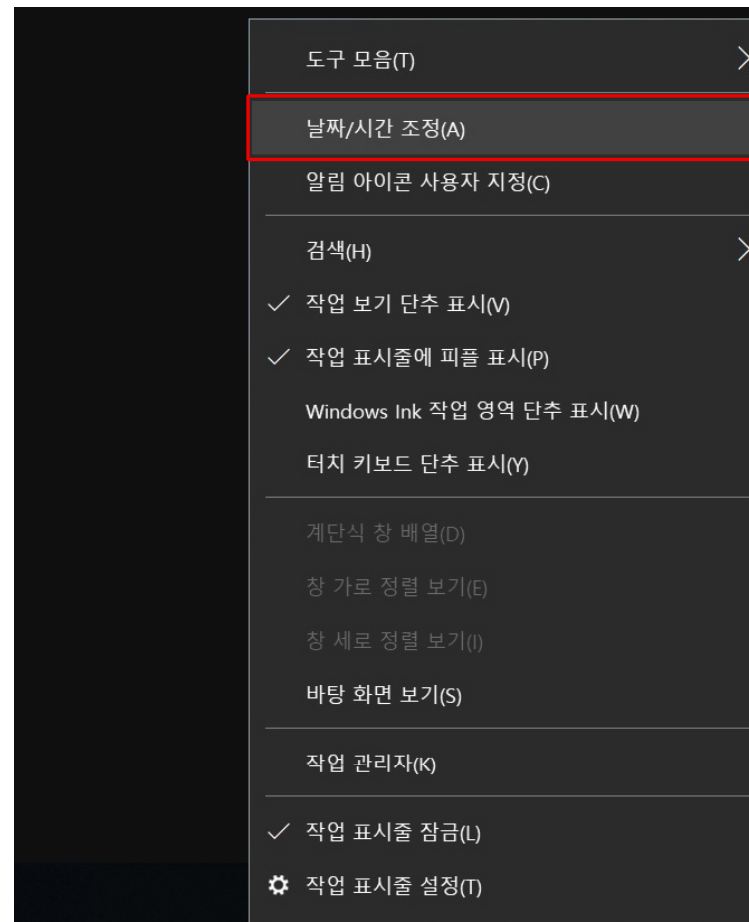 도구 모음(T)
날짜/시간 조정(A)
알림 아이콘 사용자 지정(C)
검색(H)
작업 보기 단추 표시(V)
작업 표시줄에 피플 표시(P)
Windows Ink 작업 영역 단추 표시(W)
터치 키보드 단추 표시(Y)
계단식 창 배열(D)
창 가로 정렬 보기(E)
창 세로 정렬 보기(I)
바탕 화면 보기(S)
작업 관리자(K)
작업 표시줄 잠금(L)
작업 표시줄 설정(T)